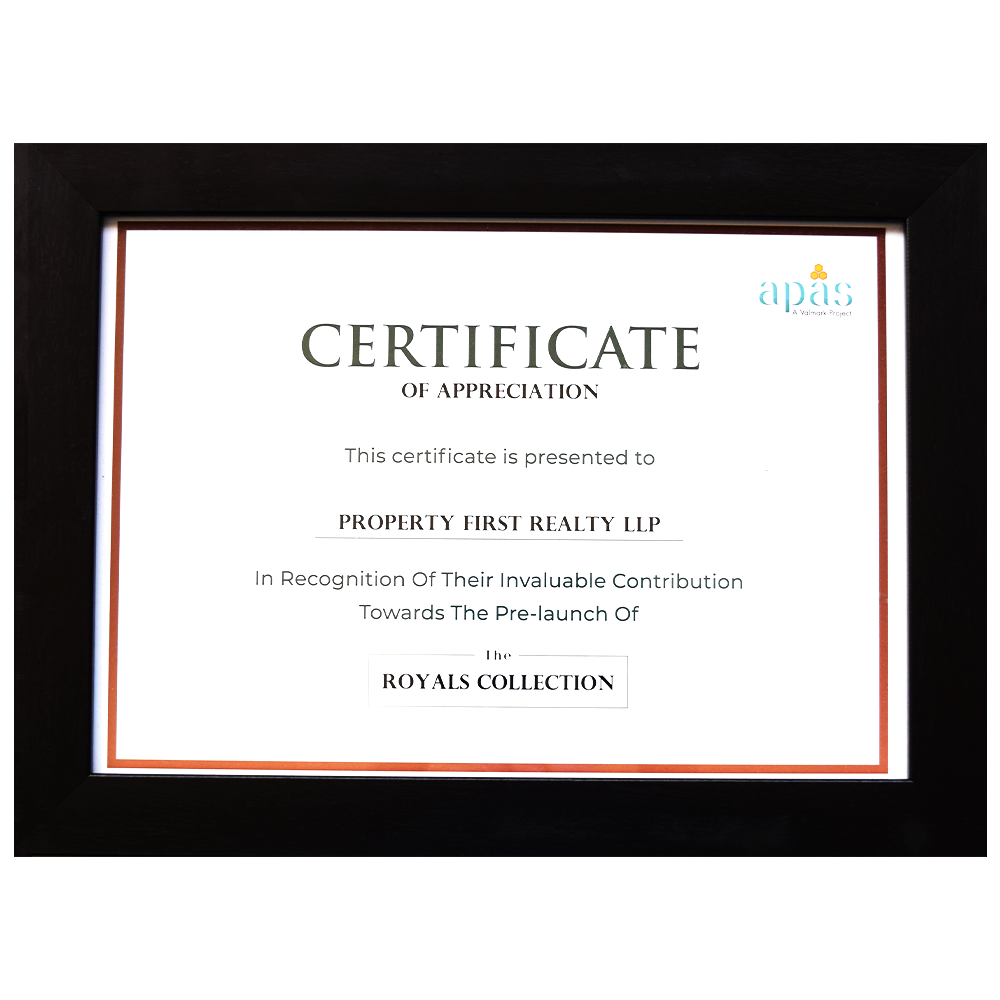 apas
A Valmark Project
CERTIFICATE
OF APPRECIATION
This certificate is presented to
PROPERTY FIRST REALTY LLP
In Recognition Of Their Invaluable Contribution
Towards The Pre-launch Of
The
ROYALS COLLECTION